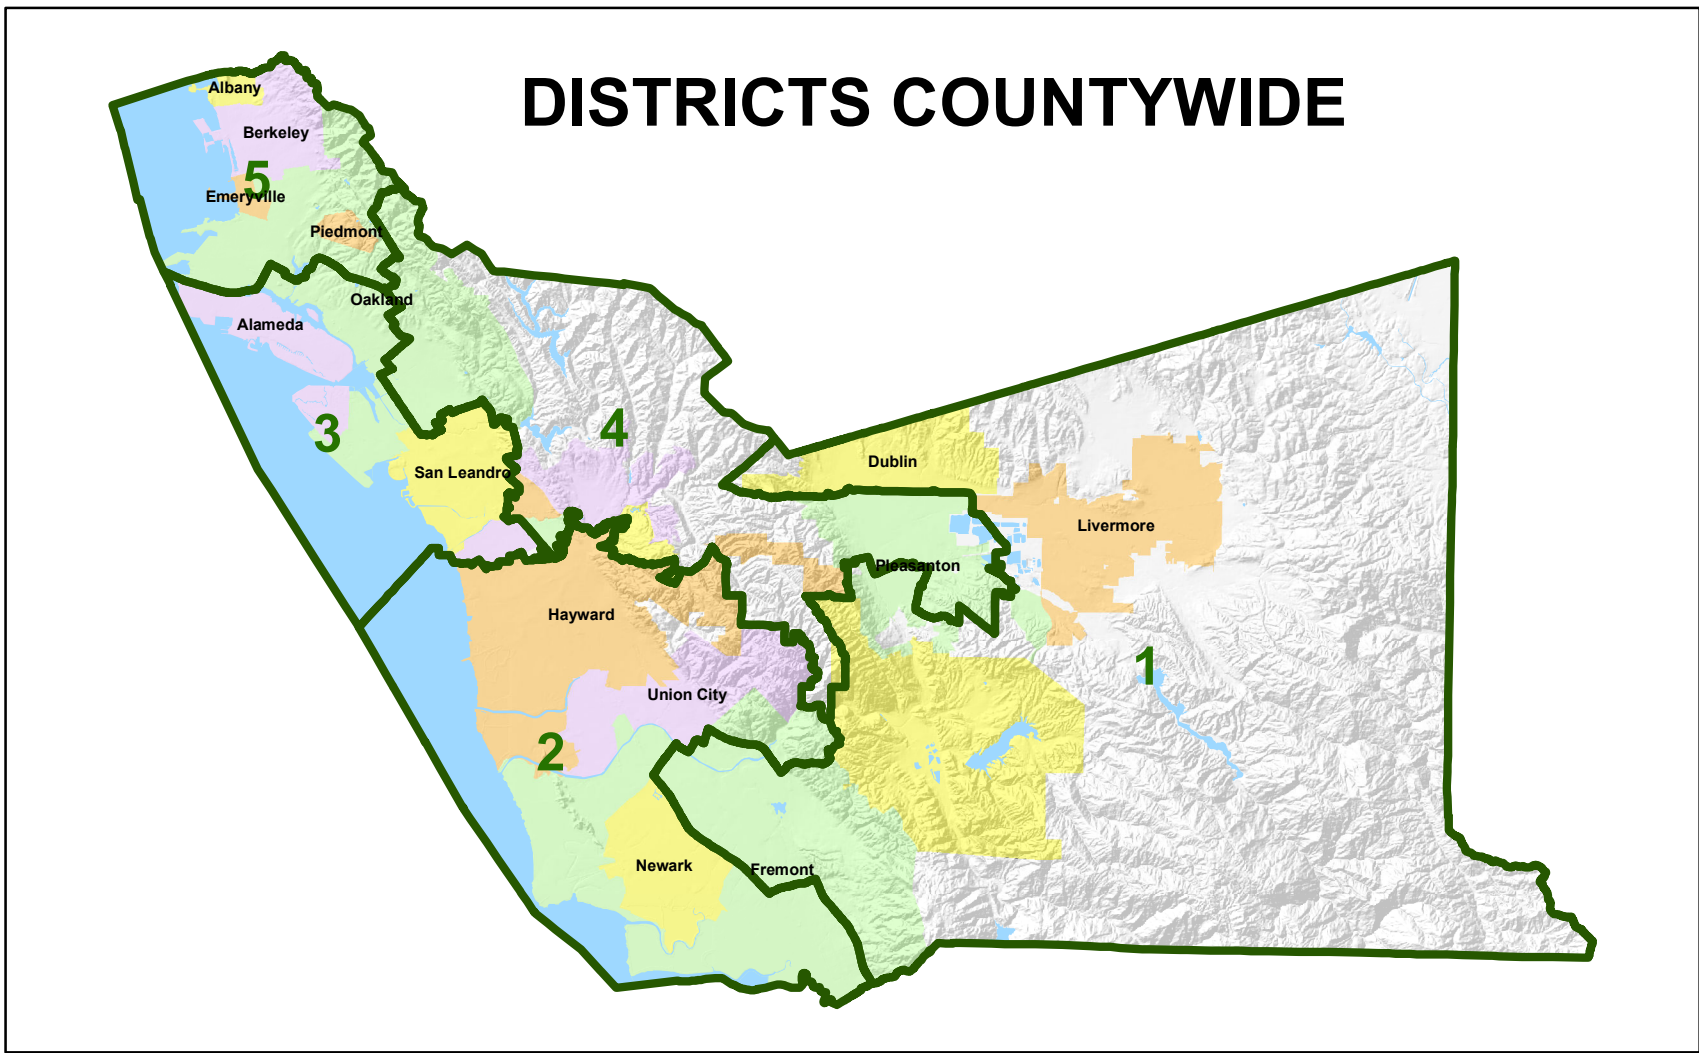 DISTRICTS COUNTYWIDE
Albany
Berkeley
5
Emeryville
Piedmont
Oakland
Alameda
3
4
San Leandro
Dublin
Livermore
Pleasanton
Hayward
1
Union City
2
Newark
Fremont